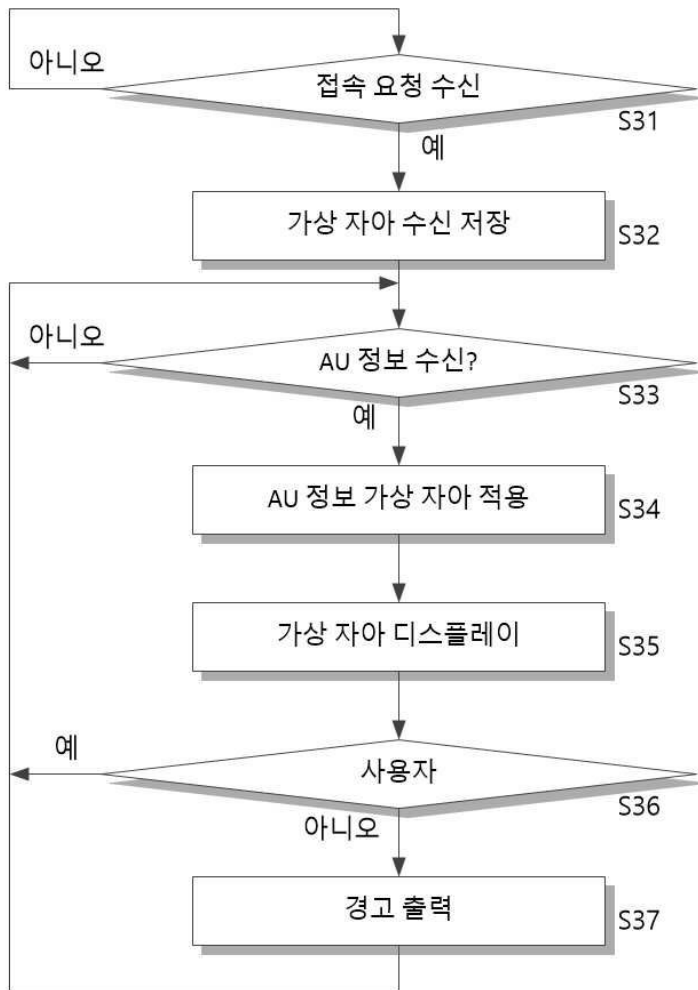 아니오
접속 요청 수신
S31
예
가상 자아 수신 저장
S32
아니오
AU 정보 수신?
S33
예
AU 정보 가상 자아 적용
S34
가상 자아 디스플레이
S35
예
사용자
S36
아니오
경고 출력
S37